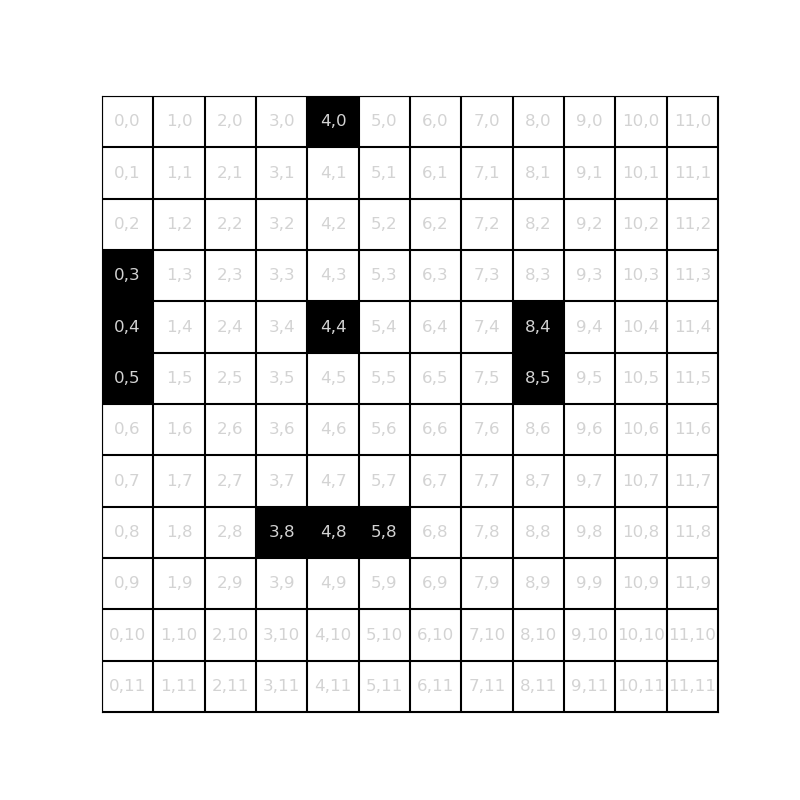 0,0 1,0 2,0 3,0 4,0 5,0 6,0 7,0 8,0 9,0 10,0 11,0
0,1 1,1 2,1 3,1 4,1 5,1 6,1 7,1 8,1 9,1 10,1 11,1
0,2 1,2 2,2 3,2 4,2 5,2 6,2 7,2 8,2 9,2 10,2 11,2
0,3 1,3 2,3 3,3 4,3 5,3 6,3 7,3 8,3 9,3 10,3 11,3
0,4 1,4 2,4 3,4 4,4 5,4 6,4 7,4 8,4 9,4 10,4 11,4
0,5 1,5 2,5 3,5 4,5 5,5 6,5 7,5 8,5 9,5 10,5 11,5
0,6 1,6 2,6 3,6 4,6 5,6 6,6 7,6 8,6 9,6 10,6 11,6
0,7 1,7 2,7 3,7 4,7 5,7 6,7 7,7 8,7 9,7 10,7 11,7
0,8 1,8 2,8 3,8 4,8 5,8 6,8 7,8 8,8 9,8 10,8 11,8
0,9 1,9 2,9 3,9 4,9 5,9 6,9 7,9 8,9 9,9 10,9 11,9
0,10 1,10 2,10 3,10 4,10 5,10 6,10 7,10 8,10 9,10 10,10 11,10
0,11 1,11 2,11 3,11 4,11 5,11 6,11 7,11 8,11 9,11 10,11 11,11